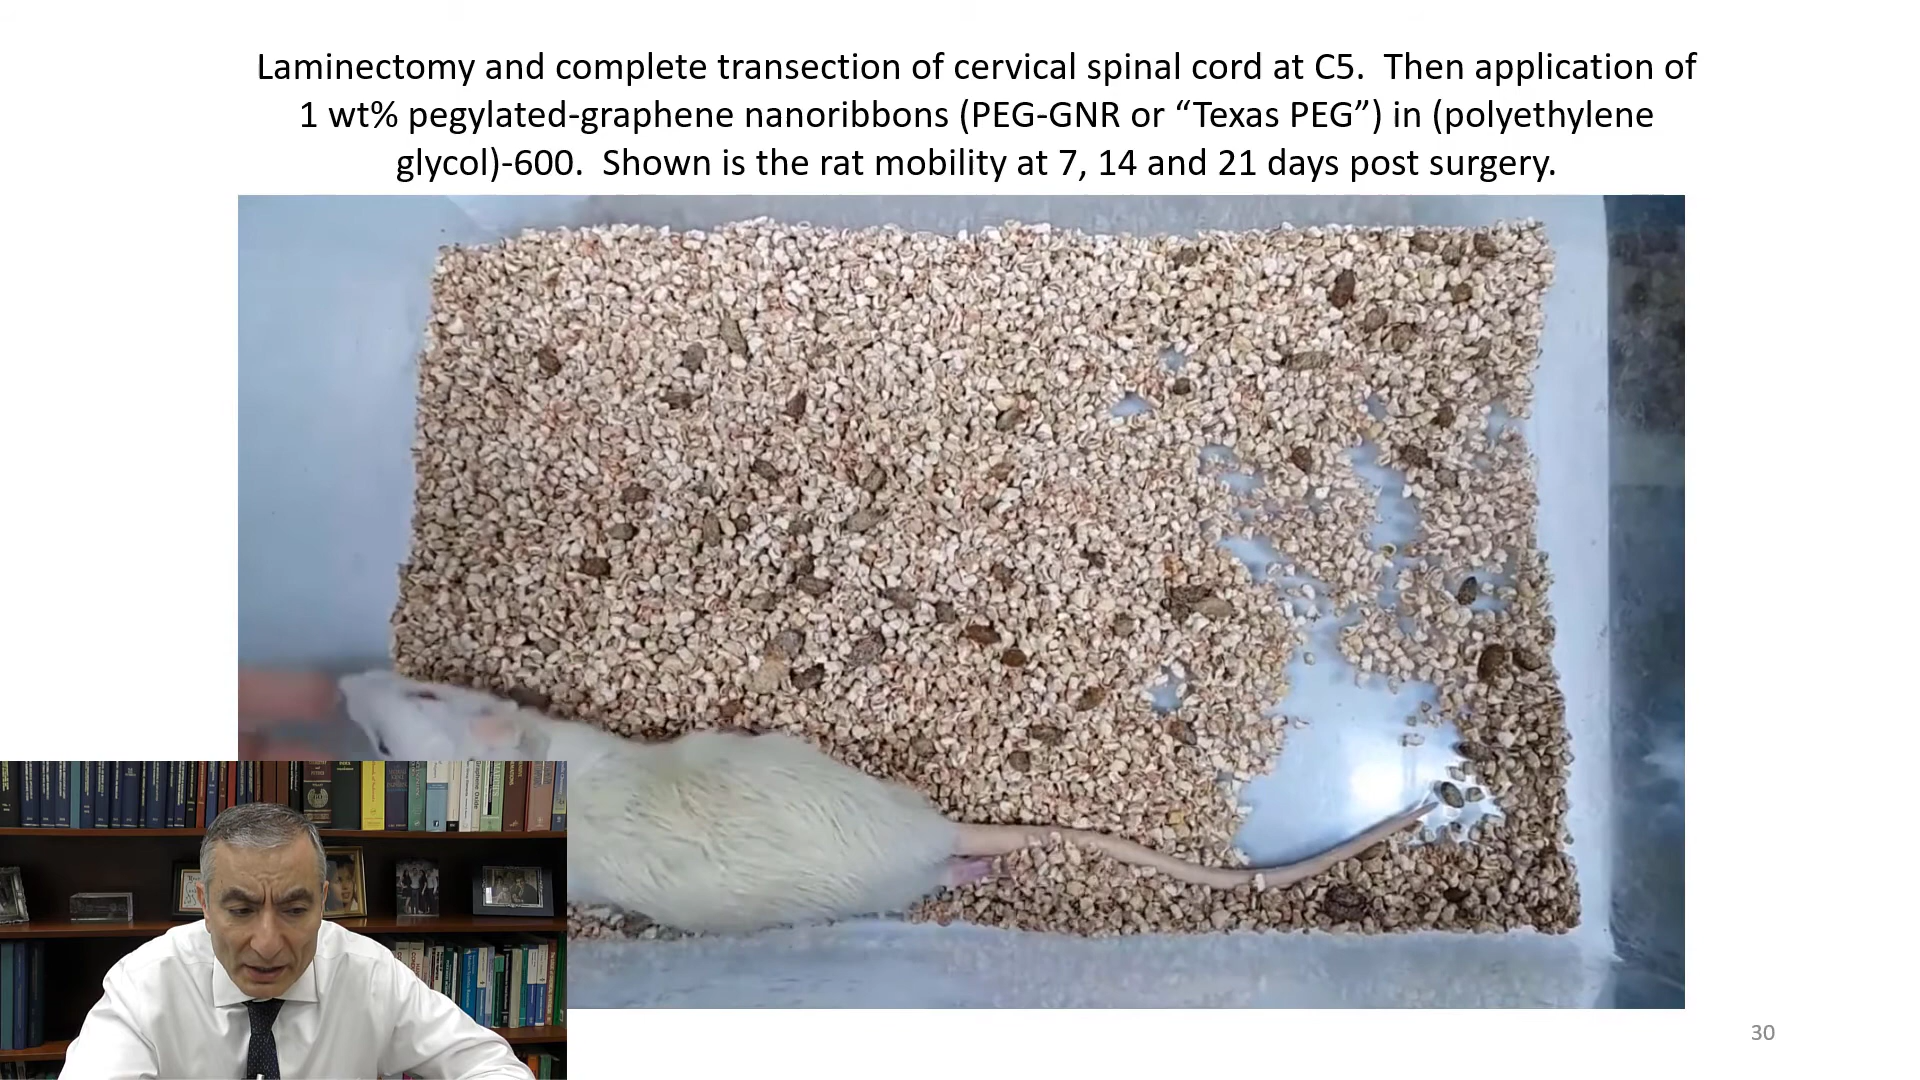 Laminectomy and complete transection of cervical spinal cord at C5.  Then application of
1 wt% pegylated-graphene nanoribbons (PEG-GNR or “Texas PEG”) in (polyethylene
glycol)-600.  Shown is the rat mobility at 7, 14 and 21 days post surgery.
30